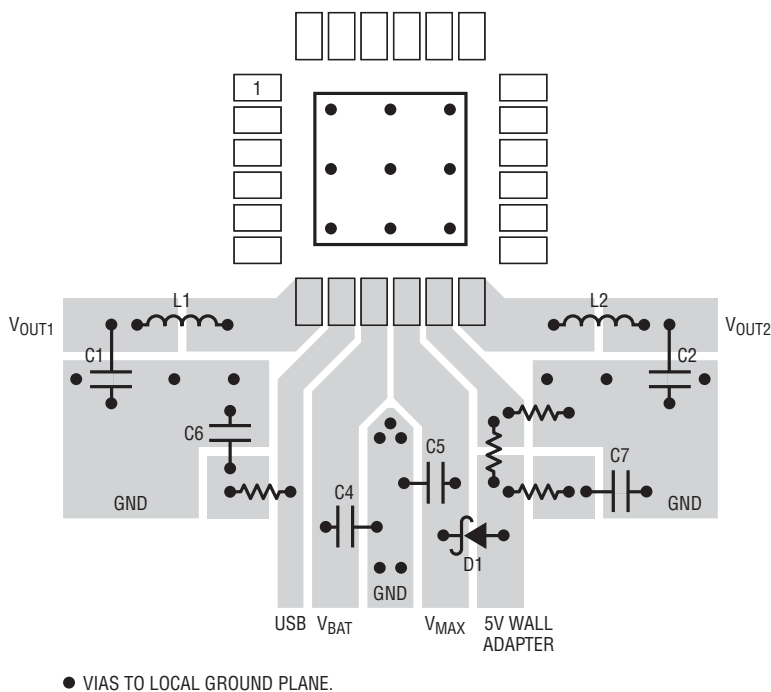 1
L1
L2
VOUT1
VOUT2
C1
C2
C6
C5
C7
C4
GND
GND
D1
GND
USB
VBAT
VMAX
5V WALL
ADAPTER
VIAS TO LOCAL GROUND PLANE.